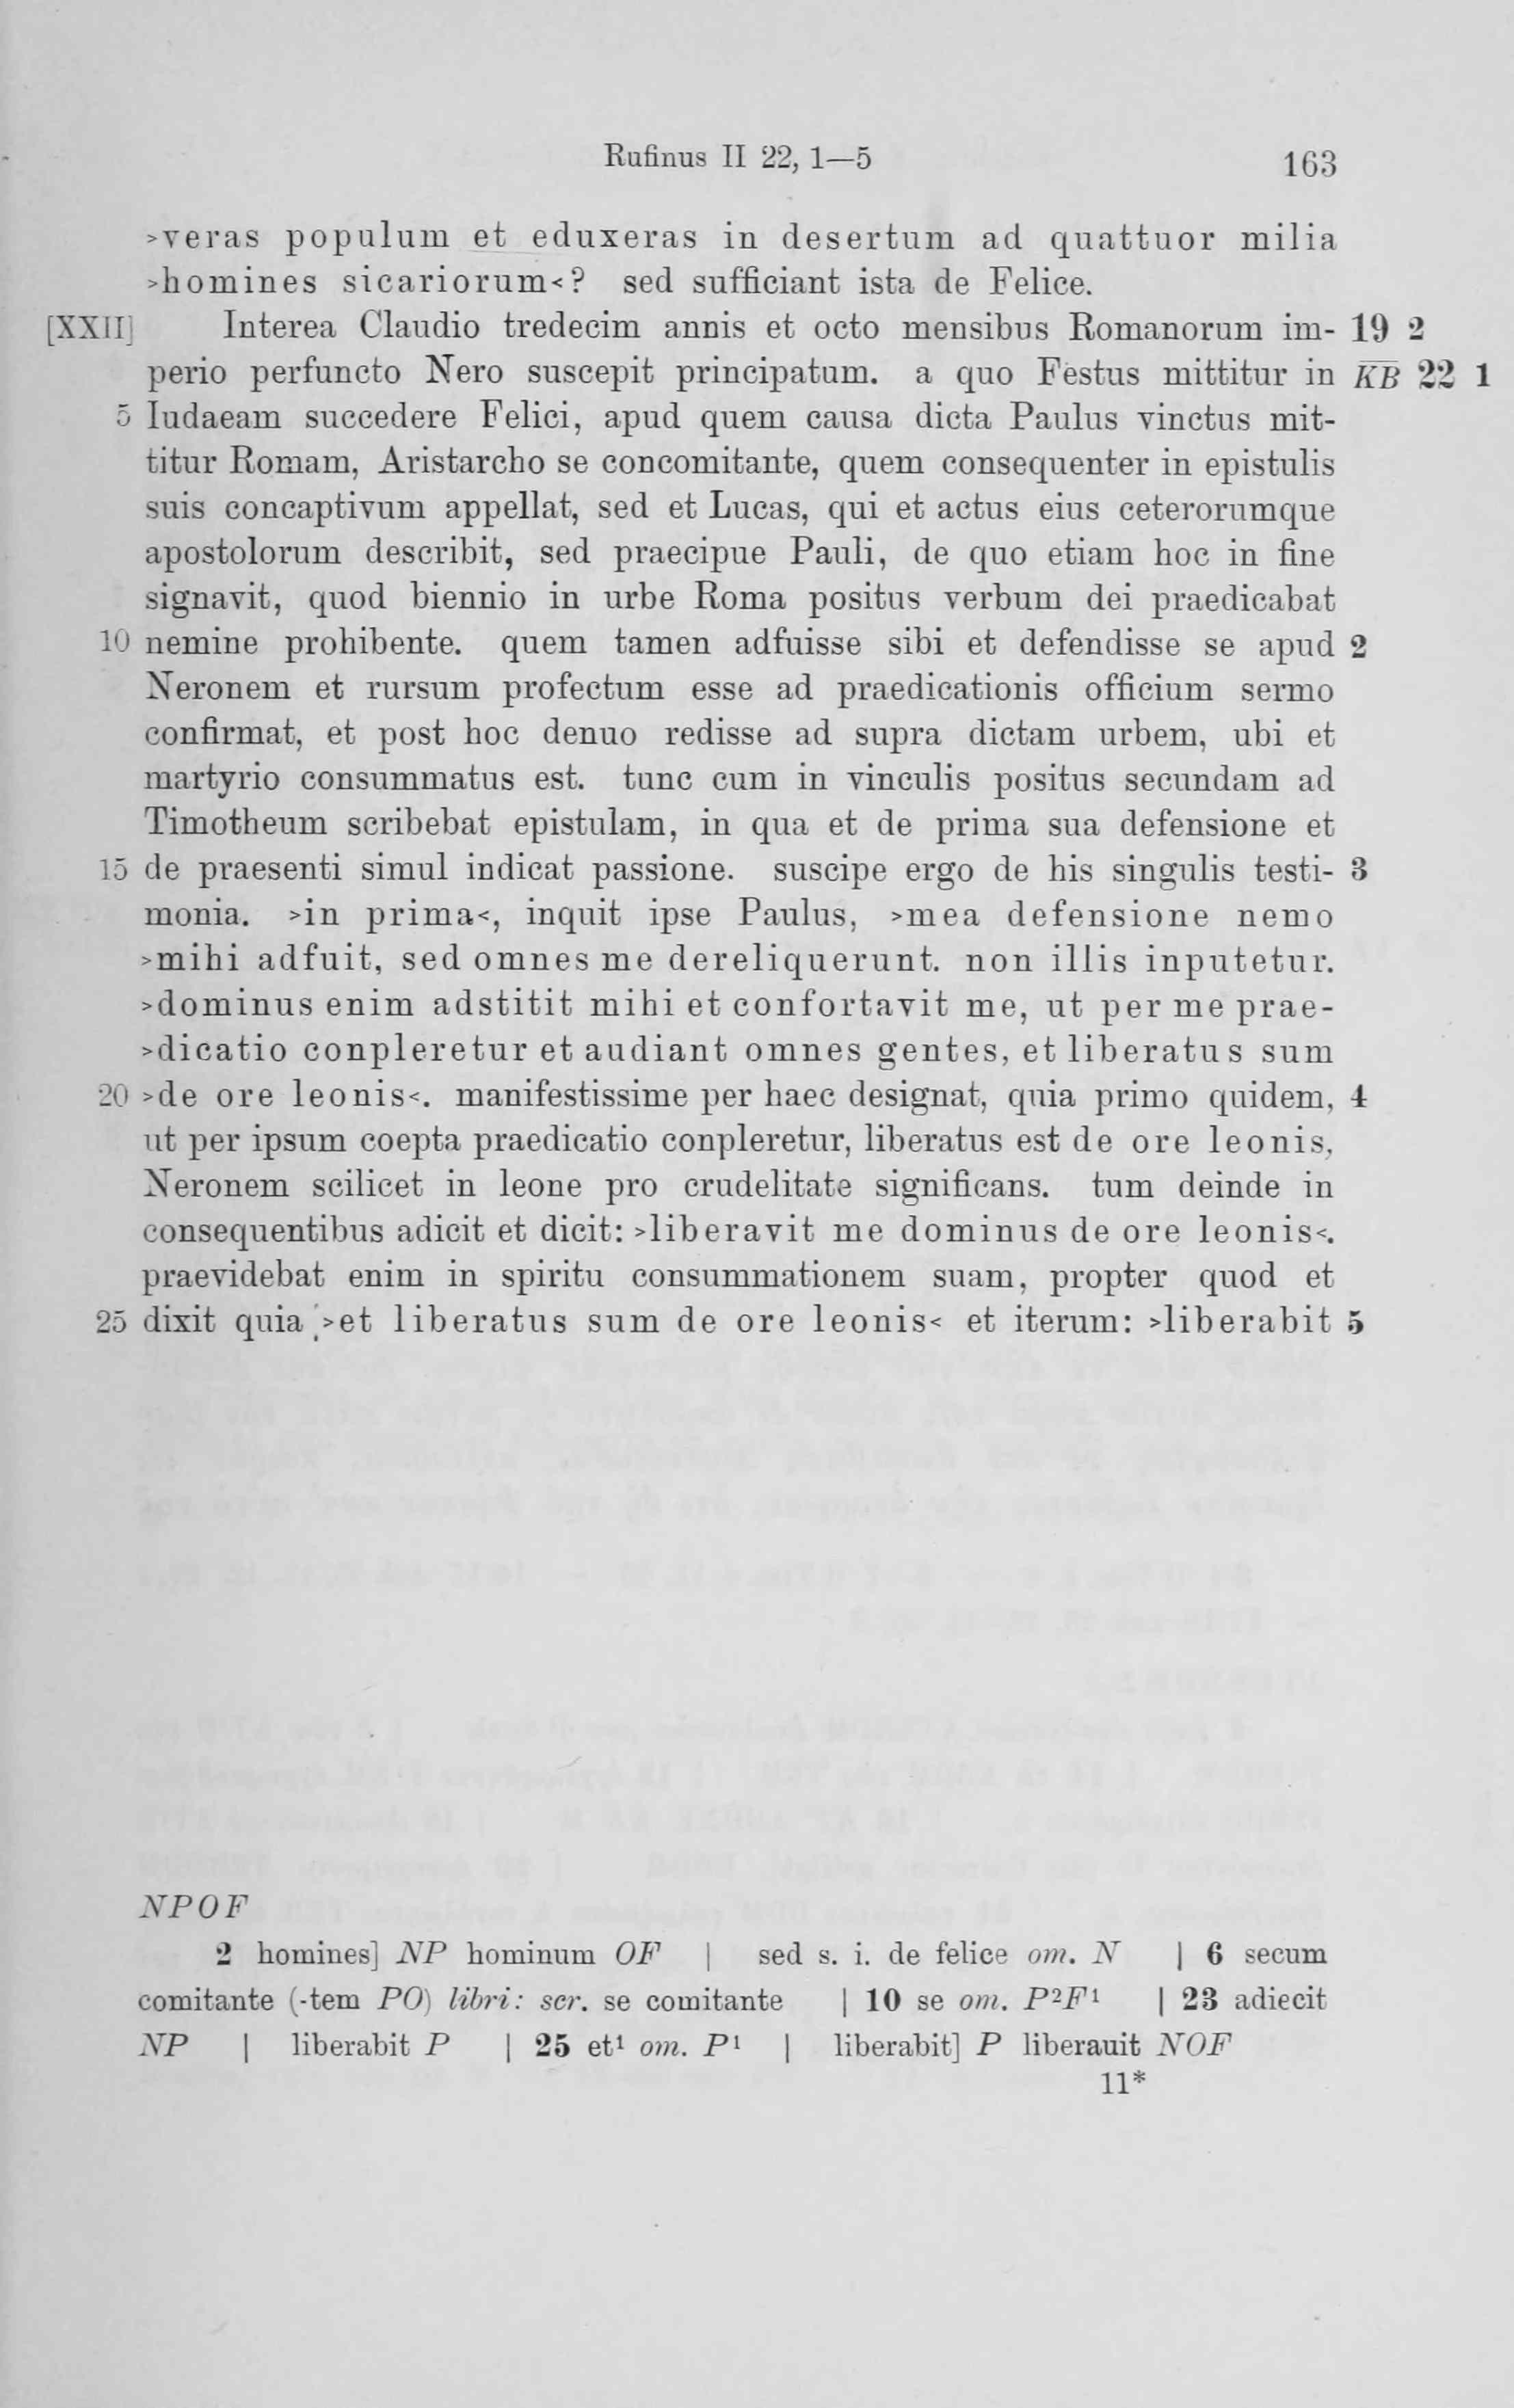 Rufinus II 22, 1—5 163
>veras populum et eduxeras in desertum ad quattuor milia
>homines sicariorum<? sed sufficiant ista de Felice.
[XXII] Interea Claudio tredecim annis et octo mensibus Romanorum im- 19 2
perio perfuncto Nero suscepit principatum. a quo Festus mittitur in KB 22 1
5 Iudaeam succedere Felici, apud quem causa dicta Paulus vinctus mit-
titur Romam, Aristarcho se concomitante, quem consequenter in epistulis
suis concaptivum appellat, sed et Lucas, qui et actus eius ceterorumque
apostolorum describit, sed praecipue Pauli, de quo etiam hoc in fine
signavit, quod biennio in urbe Roma positus verbum dei praedicabat
10 nemine prohibente. quem tamen adfuisse sibi et defendisse se apud 2
Neronem et rursum profectum esse ad praedicationis officium sermo
confirmat, et post hoc denuo redisse ad supra dictam urbem, ubi et
martyrio consummatus est. tunc cum in vinculis positus secundam ad
Timotheum scribebat epistulam, in qua et de prima sua defensione et
15 de praesenti simul indicat passione. suscipe ergo de his singulis testi- 3
monia. >in prima<, inquit ipse Paulus, >mea defensione nemo
>mihi adfuit, sed omnes me dereliquerunt. non illis inputetur.
>dominus enim adstitit mihi et confortavit me, ut per me prae-
>dicatio conpleretur et audiant omnes gentes, et liberatus sum
20 >de ore leonis<. manifestissime per haec designat, quia primo quidem, 4
ut per ipsum coepta praedicatio conpleretur, liberatus est de ore leonis,
Neronem scilicet in leone pro crudelitate significans. tum deinde in
consequentibus adicit et dicit: >liberavit me dominus de ore leonis<.
praevidebat enim in spiritu consummationem suam, propter quod et
25 dixit quia >et liberatus sum de ore leonis< et iterum: >liberabit 5
NPOF
2 homines] NP hominum OF | sed s. i. de felice om. N | 6 secum
comitante (-tem PO) libri: scr. se comitante | 10 se om. P²F¹ | 23 adiecit
NP | liberabit P | 25 et¹ om. P¹ | liberabit] P liberauit NOF
11*